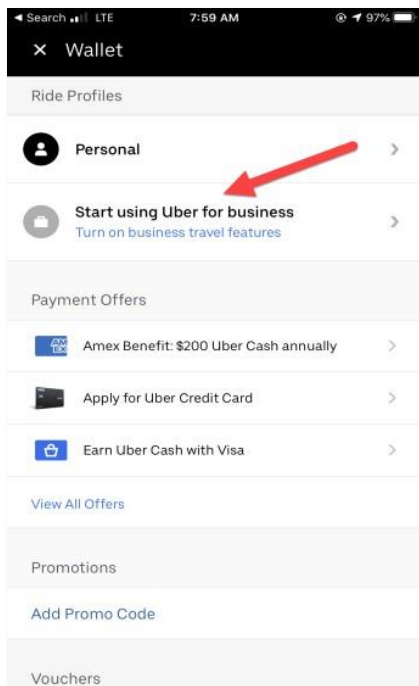 ◄ Search LTE 7:59 AM 97%
× Wallet
Ride Profiles
Personal
Start using Uber for business
Turn on business travel features
Payment Offers
AM EX Amex Benefit: $200 Uber Cash annually
Apply for Uber Credit Card
Earn Uber Cash with Visa
View All Offers
Promotions
Add Promo Code
Vouchers